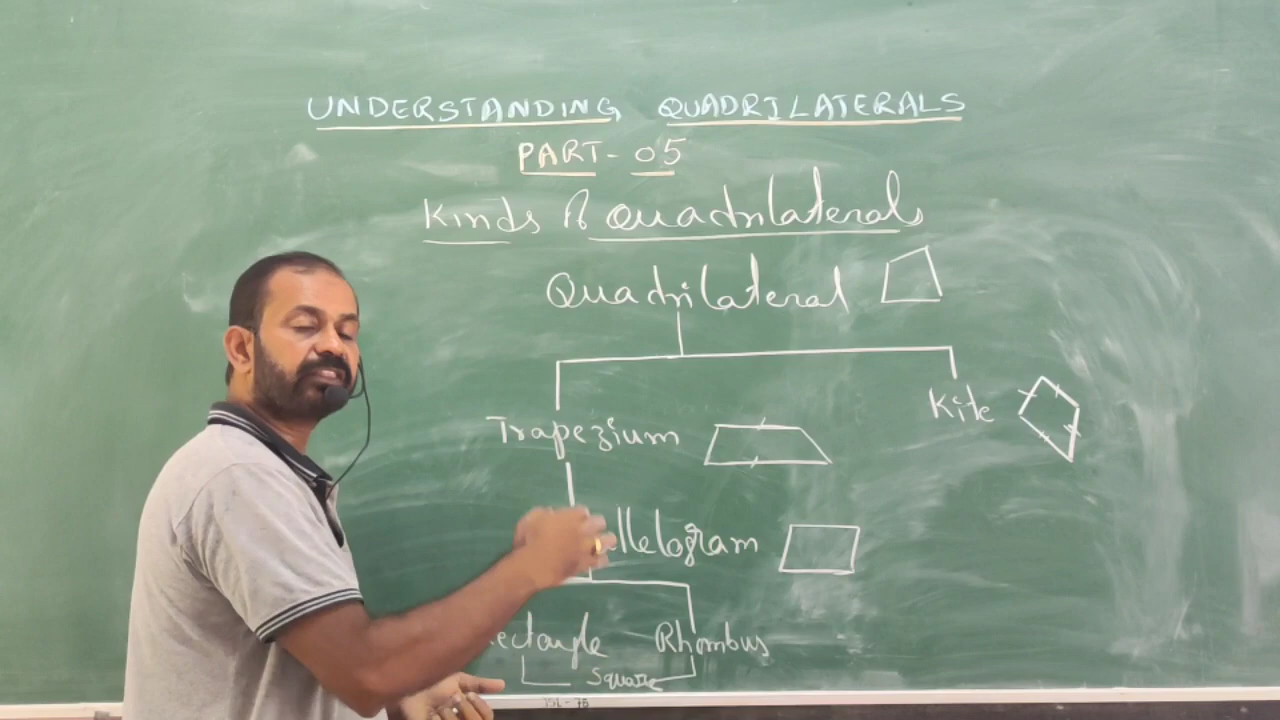 UNDERSTANDING QUADRILATERALS
PART-05
Kinds of Quadrilaterals
Quadrilateral
Trapezium Kite
llelogram
ectangle Rhombus
Square